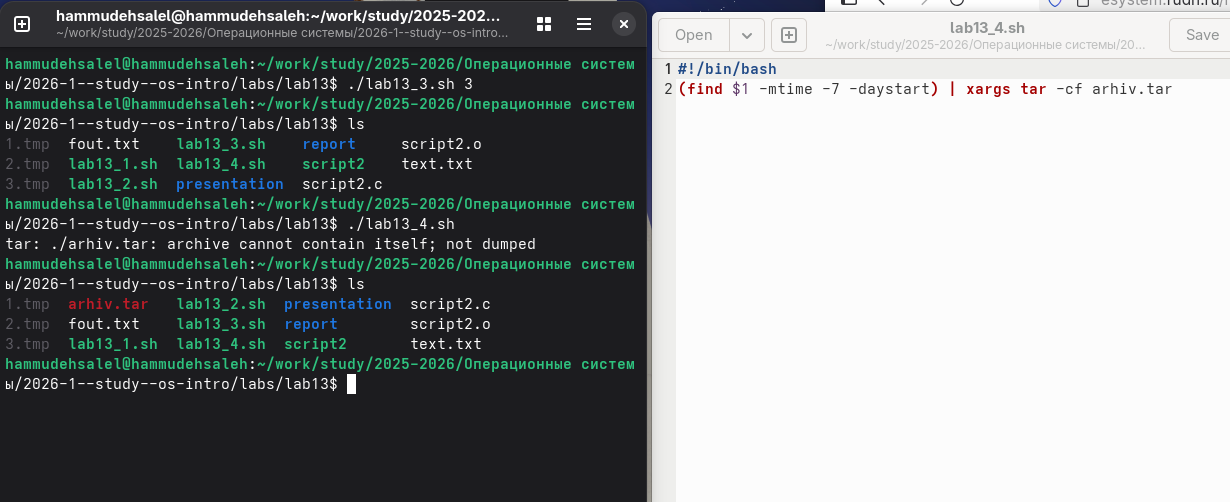 hammudehsalel@hammudehsaleh:~/work/study/2025-202...
~/work/study/2025-2026/Операционные системы/2026-1--study--os-intro...
hammudehsalel@hammudehsaleh:~/work/study/2025-2026/Операционные систем
ы/2026-1--study--os-intro/labs/lab13$ ./lab13_3.sh 3
hammudehsalel@hammudehsaleh:~/work/study/2025-2026/Операционные систем
ы/2026-1--study--os-intro/labs/lab13$ ls
1.tmp  fout.txt    lab13_3.sh    report     script2.o
2.tmp  lab13_1.sh  lab13_4.sh    script2    text.txt
3.tmp  lab13_2.sh  presentation  script2.c
hammudehsalel@hammudehsaleh:~/work/study/2025-2026/Операционные систем
ы/2026-1--study--os-intro/labs/lab13$ ./lab13_4.sh
tar: ./arhiv.tar: archive cannot contain itself; not dumped
hammudehsalel@hammudehsaleh:~/work/study/2025-2026/Операционные систем
ы/2026-1--study--os-intro/labs/lab13$ ls
1.tmp  arhiv.tar   lab13_2.sh  presentation  script2.c
2.tmp  fout.txt    lab13_3.sh  report        script2.o
3.tmp  lab13_1.sh  lab13_4.sh  script2       text.txt
hammudehsalel@hammudehsaleh:~/work/study/2025-2026/Операционные систем
ы/2026-1--study--os-intro/labs/lab13$
Open
lab13_4.sh
~/work/study/2025-2026/Операционные системы/20...
Save
1 #!/bin/bash
2 (find $1 -mtime -7 -daystart) | xargs tar -cf arhiv.tar